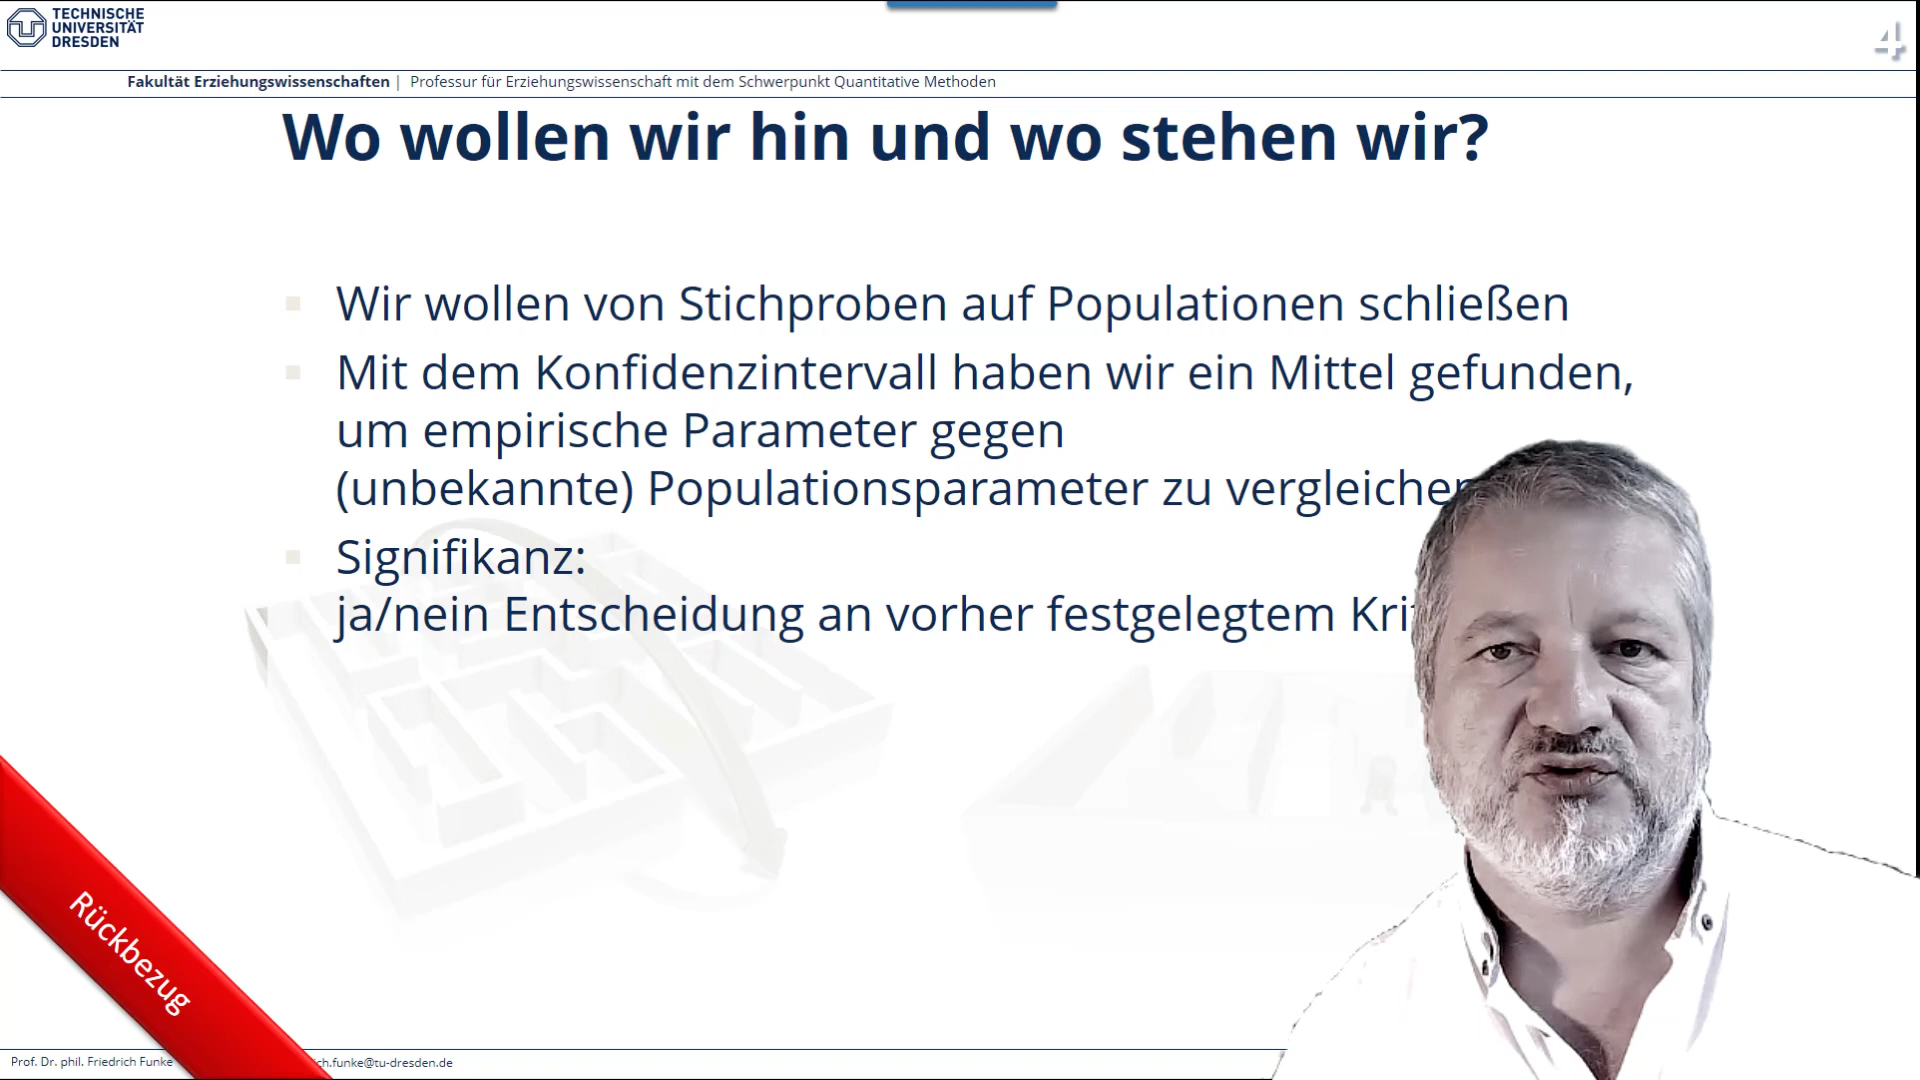 TECHNISCHE
UNIVERSITÄT
DRESDEN
4
Fakultät Erziehungswissenschaften | Professur für Erziehungswissenschaft mit dem Schwerpunkt Quantitative Methoden
Wo wollen wir hin und wo stehen wir?
Wir wollen von Stichproben auf Populationen schließen
Mit dem Konfidenzintervall haben wir ein Mittel gefunden,
um empirische Parameter gegen
(unbekannte) Populationsparameter zu
Signifikanz:
ja/nein Entscheidung an vorher festgelegtem
Rückbezug
Prof. Dr. phil. Friedrich Funke
ch.funke@tu-dresden.de